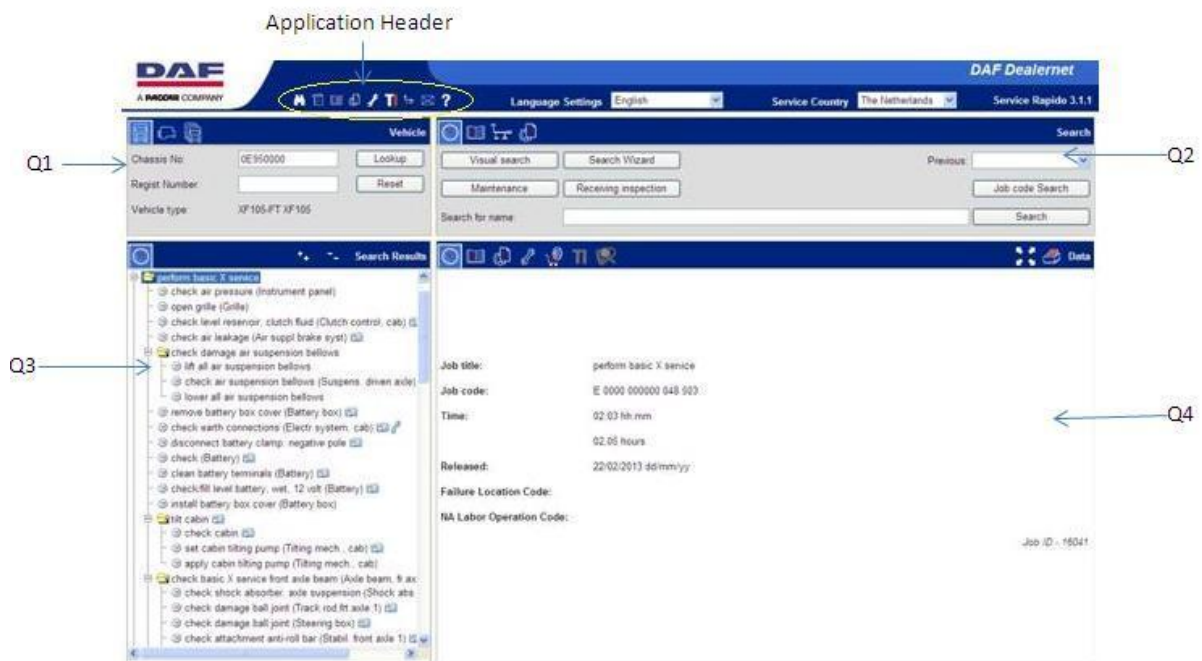 Application Header
DAF
A PACCAR COMPANY
DAF Dealernet
Language Settings English
Service Country The Netherlands
Service Rapido 3.1.1
Q1
Vehicle
Chassis No: 0E950000 Lookup
Regist Number: Reset
Vehicle type: XF105-FT XF105
Q2
Search
Visual search Search Wizard Previous:
Maintenance Receiving inspection Job code Search
Search for name: Search
Q3
Search Results
perform basic X service
check air pressure (Instrument panel)
open grille (Grille)
check level reservoir, clutch fluid (Clutch control, cab)
check air leakage (Air suppl brake syst)
check damage air suspension bellows
lift all air suspension bellows
check air suspension bellows (Suspens. driven axle)
lower all air suspension bellows
remove battery box cover (Battery box)
check earth connections (Electr system, cab)
disconnect battery clamp, negative pole
check (Battery)
clean battery terminals (Battery)
check/fill level battery, wet, 12 volt (Battery)
install battery box cover (Battery box)
tilt cabin
check cabin
set cabin tilting pump (Tilting mech., cab)
apply cabin tilting pump (Tilting mech., cab)
check basic X service front axle beam (Axle beam, fr.ax
check shock absorber, axle suspension (Shock abs
check damage ball joint (Track rod,frt axle 1)
check damage ball joint (Steering box)
check attachment anti-roll bar (Stabil. front axle 1)
Q4
Data
Job title: perform basic X service
Job code: E 0000 000000 048 503
Time: 02:03 hh:mm
02.05 hours
Released: 22/02/2013 dd/mm/yy
Failure Location Code:
NA Labor Operation Code:
Job ID - 16041